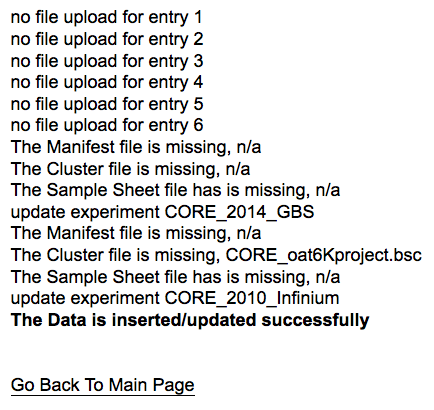 no file upload for entry 1
no file upload for entry 2
no file upload for entry 3
no file upload for entry 4
no file upload for entry 5
no file upload for entry 6
The Manifest file is missing, n/a
The Cluster file is missing, n/a
The Sample Sheet file has is missing, n/a
update experiment CORE_2014_GBS
The Manifest file is missing, n/a
The Cluster file is missing, CORE_oat6Kproject.bsc
The Sample Sheet file has is missing, n/a
update experiment CORE_2010_Infinium
The Data is inserted/updated successfully
Go Back To Main Page